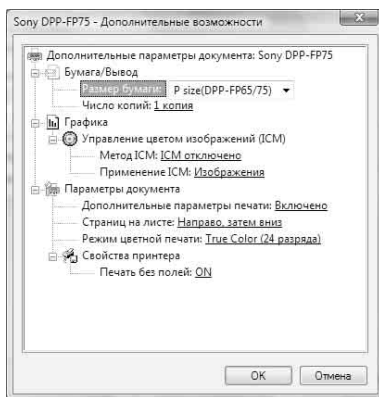 Sony DPP-FP75 - Дополнительные возможности
Дополнительные параметры документа: Sony DPP-FP75
Бумага/Вывод
Размер бумаги: P size(DPP-FP65/75)
Число копий: 1 копия
Графика
Управление цветом изображений (ICM)
Метод ICM: ICM отключено
Применение ICM: Изображения
Параметры документа
Дополнительные параметры печати: Включено
Страниц на листе: Направо, затем вниз
Режим цветной печати: True Color (24 разряда)
Свойства принтера
Печать без полей: ON
OK Отмена